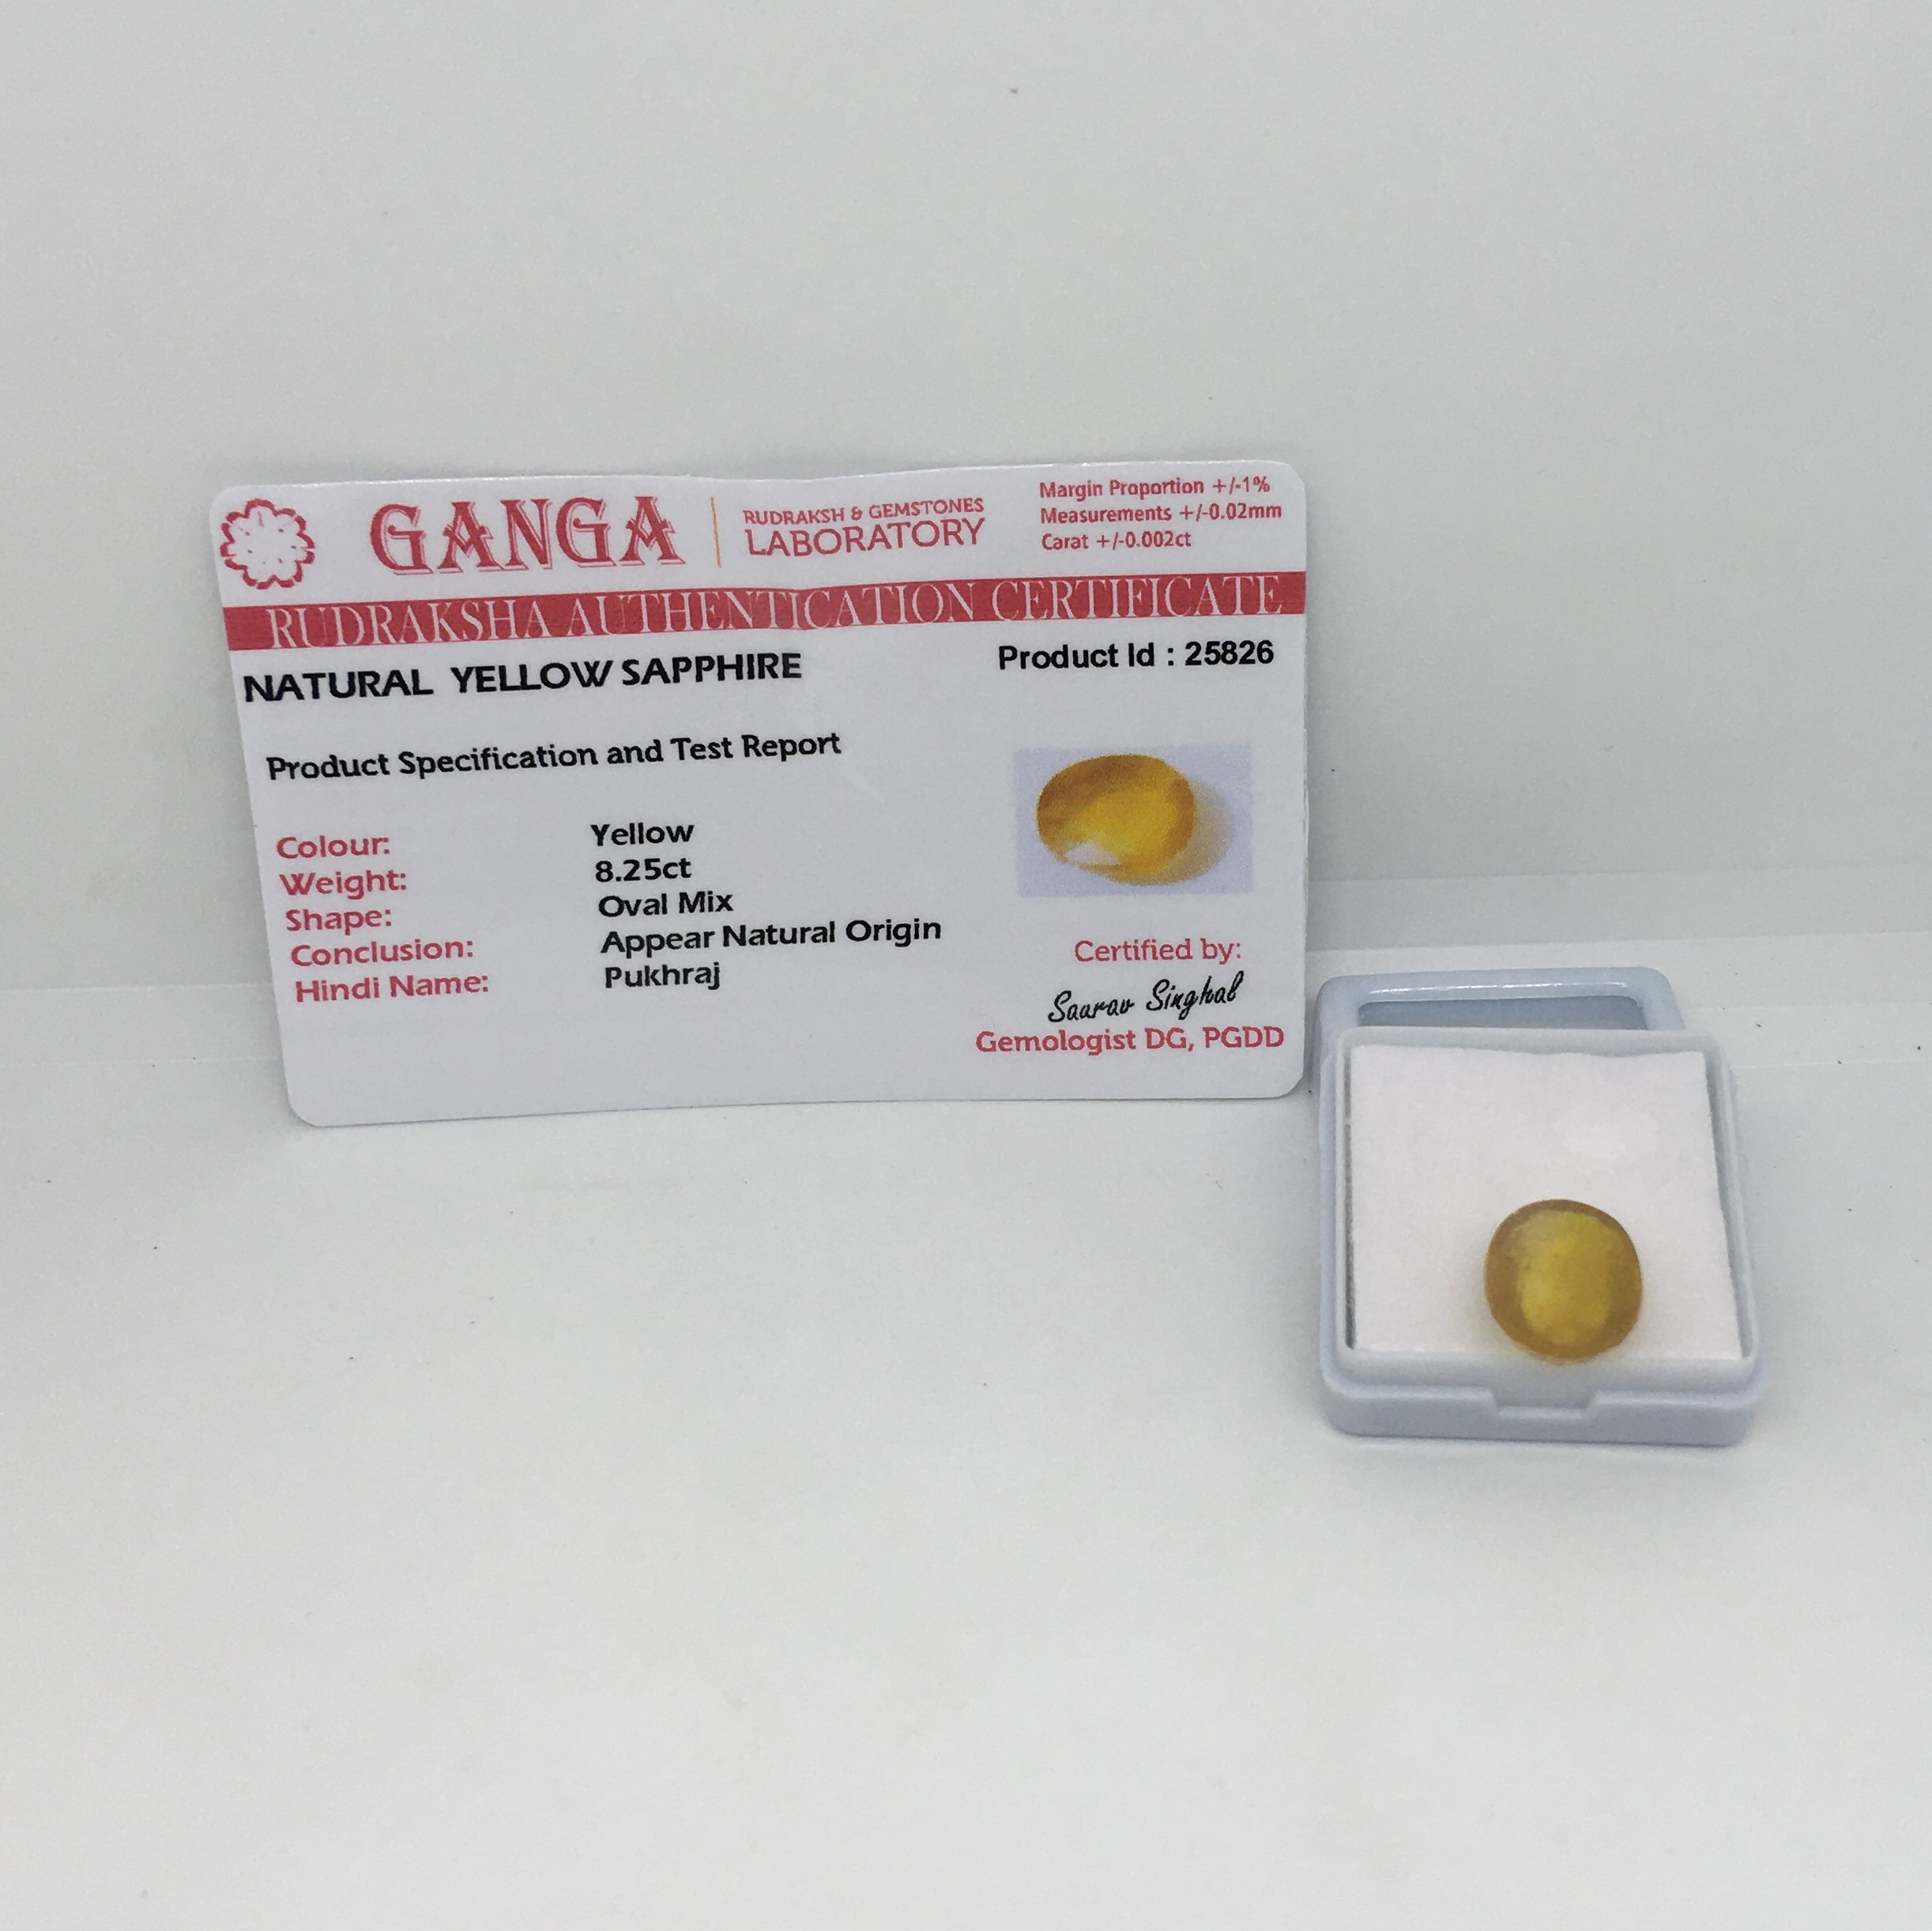 GANGA
RUDRAKSH & GEMSTONES
LABORATORY
Margin Proportion +/-1%
Measurements +/-0.02mm
Carat +/-0.002ct
RUDRAKSHA AUTHENTICATION CERTIFICATE
NATURAL YELLOW SAPPHIRE
Product Id : 25826
Product Specification and Test Report
Colour: Yellow
Weight: 8.25ct
Shape: Oval Mix
Conclusion: Appear Natural Origin
Hindi Name: Pukhraj
Certified by:
Saurav Singhal
Gemologist DG, PGDD